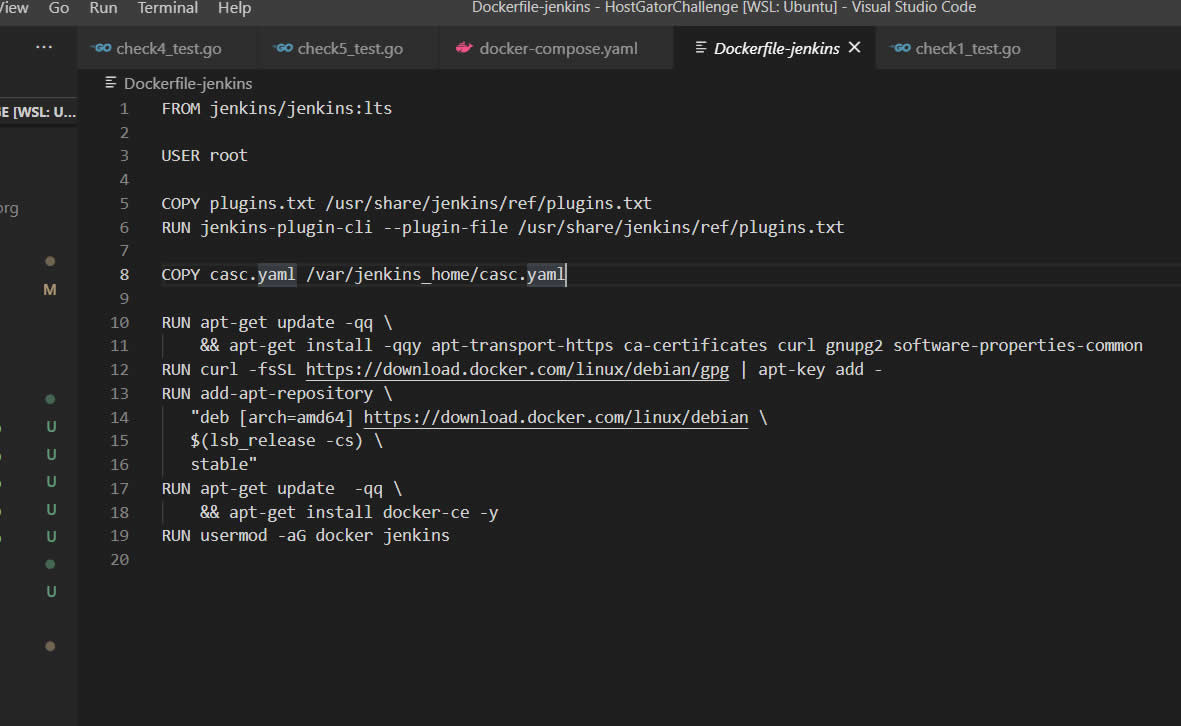 View Go Run Terminal Help Dockerfile-jenkins - HostGatorChallenge [WSL: Ubuntu] - Visual Studio Code
... check4_test.go check5_test.go docker-compose.yaml Dockerfile-jenkins check1_test.go
Dockerfile-jenkins
GE [WSL: U...
1 FROM jenkins/jenkins:lts
2
3 USER root
4
5 COPY plugins.txt /usr/share/jenkins/ref/plugins.txt
6 RUN jenkins-plugin-cli --plugin-file /usr/share/jenkins/ref/plugins.txt
7
8 COPY casc.yaml /var/jenkins_home/casc.yaml
9
10 RUN apt-get update -qq \
11     && apt-get install -qqy apt-transport-https ca-certificates curl gnupg2 software-properties-common
12 RUN curl -fsSL https://download.docker.com/linux/debian/gpg | apt-key add -
13 RUN add-apt-repository \
14    "deb [arch=amd64] https://download.docker.com/linux/debian \
15    $(lsb_release -cs) \
16    stable"
17 RUN apt-get update  -qq \
18     && apt-get install docker-ce -y
19 RUN usermod -aG docker jenkins
20
org
M
U
U
U
U
U
U